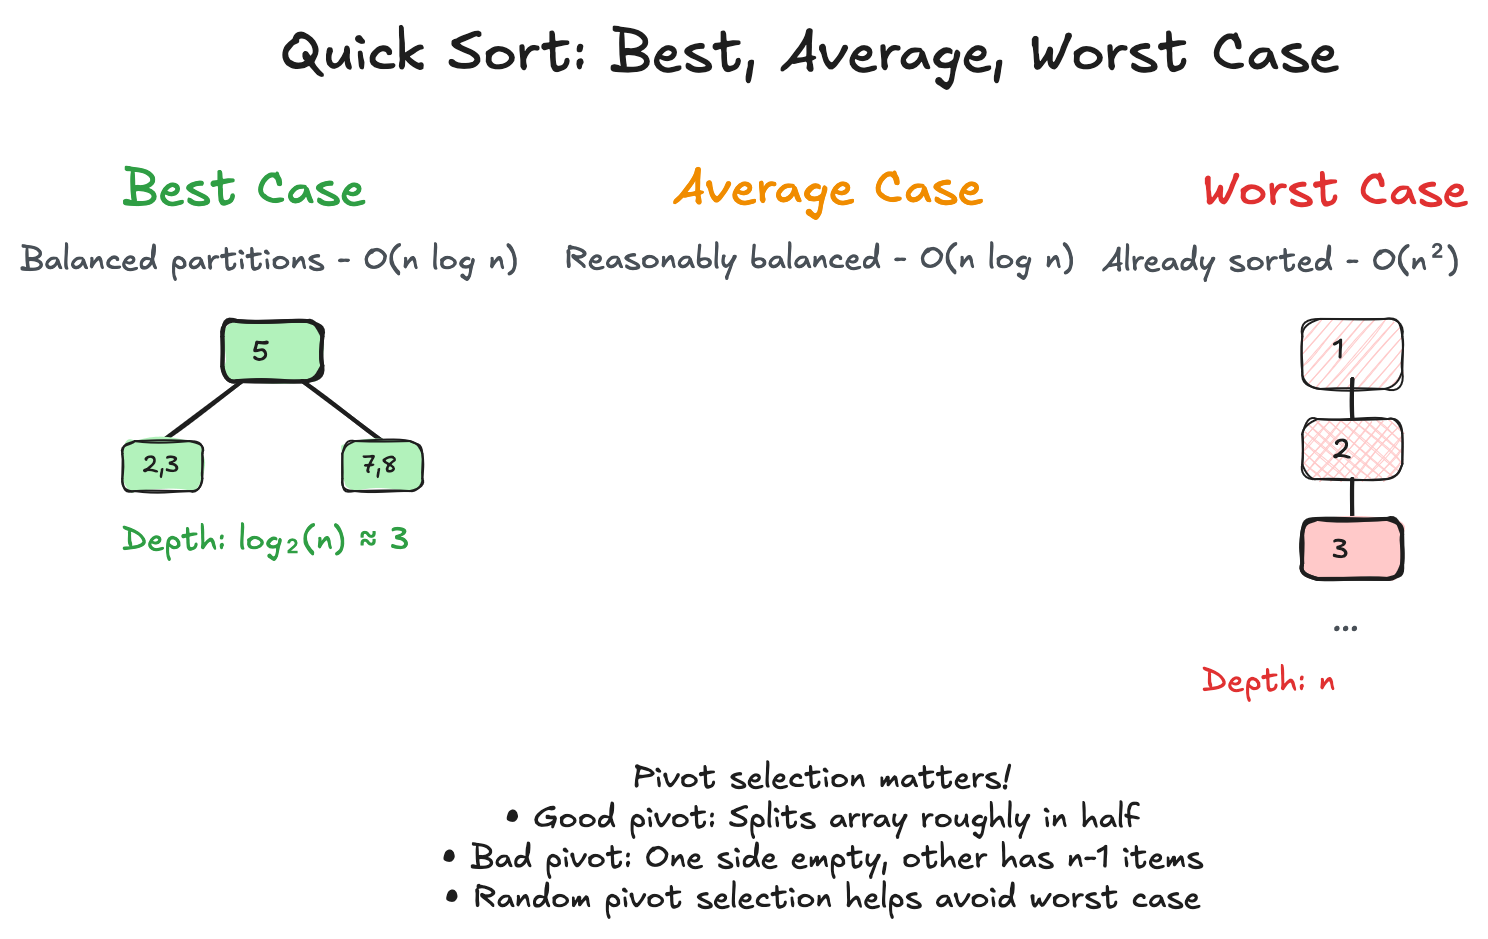 Quick Sort: Best, Average, Worst Case
Best Case
Balanced partitions - O(n log n)
5
2,3
7,8
Depth: log₂(n) ≈ 3
Average Case
Reasonably balanced - O(n log n)
Worst Case
Already sorted - O(n²)
1
2
3
...
Depth: n
Pivot selection matters!
• Good pivot: Splits array roughly in half
• Bad pivot: One side empty, other has n-1 items
• Random pivot selection helps avoid worst case